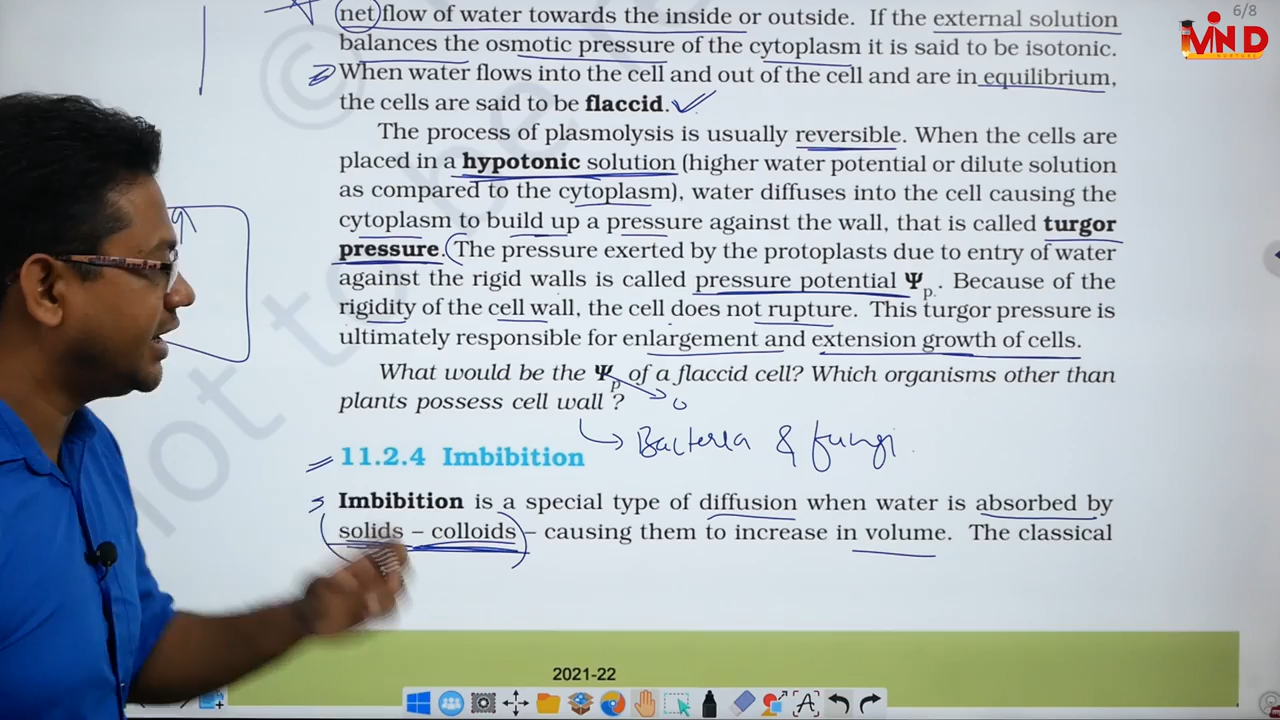 6/8
MIND
NURTURE
net flow of water towards the inside or outside. If the external solution
balances the osmotic pressure of the cytoplasm it is said to be isotonic.
When water flows into the cell and out of the cell and are in equilibrium,
the cells are said to be flaccid.
The process of plasmolysis is usually reversible. When the cells are
placed in a hypotonic solution (higher water potential or dilute solution
as compared to the cytoplasm), water diffuses into the cell causing the
cytoplasm to build up a pressure against the wall, that is called turgor
pressure. The pressure exerted by the protoplasts due to entry of water
against the rigid walls is called pressure potential Ψp. Because of the
rigidity of the cell wall, the cell does not rupture. This turgor pressure is
ultimately responsible for enlargement and extension growth of cells.
What would be the Ψp of a flaccid cell? Which organisms other than
plants possess cell wall ?
0
Bacteria & fungi
11.2.4 Imbibition
Imbibition is a special type of diffusion when water is absorbed by
solids – colloids – causing them to increase in volume. The classical
2021-22